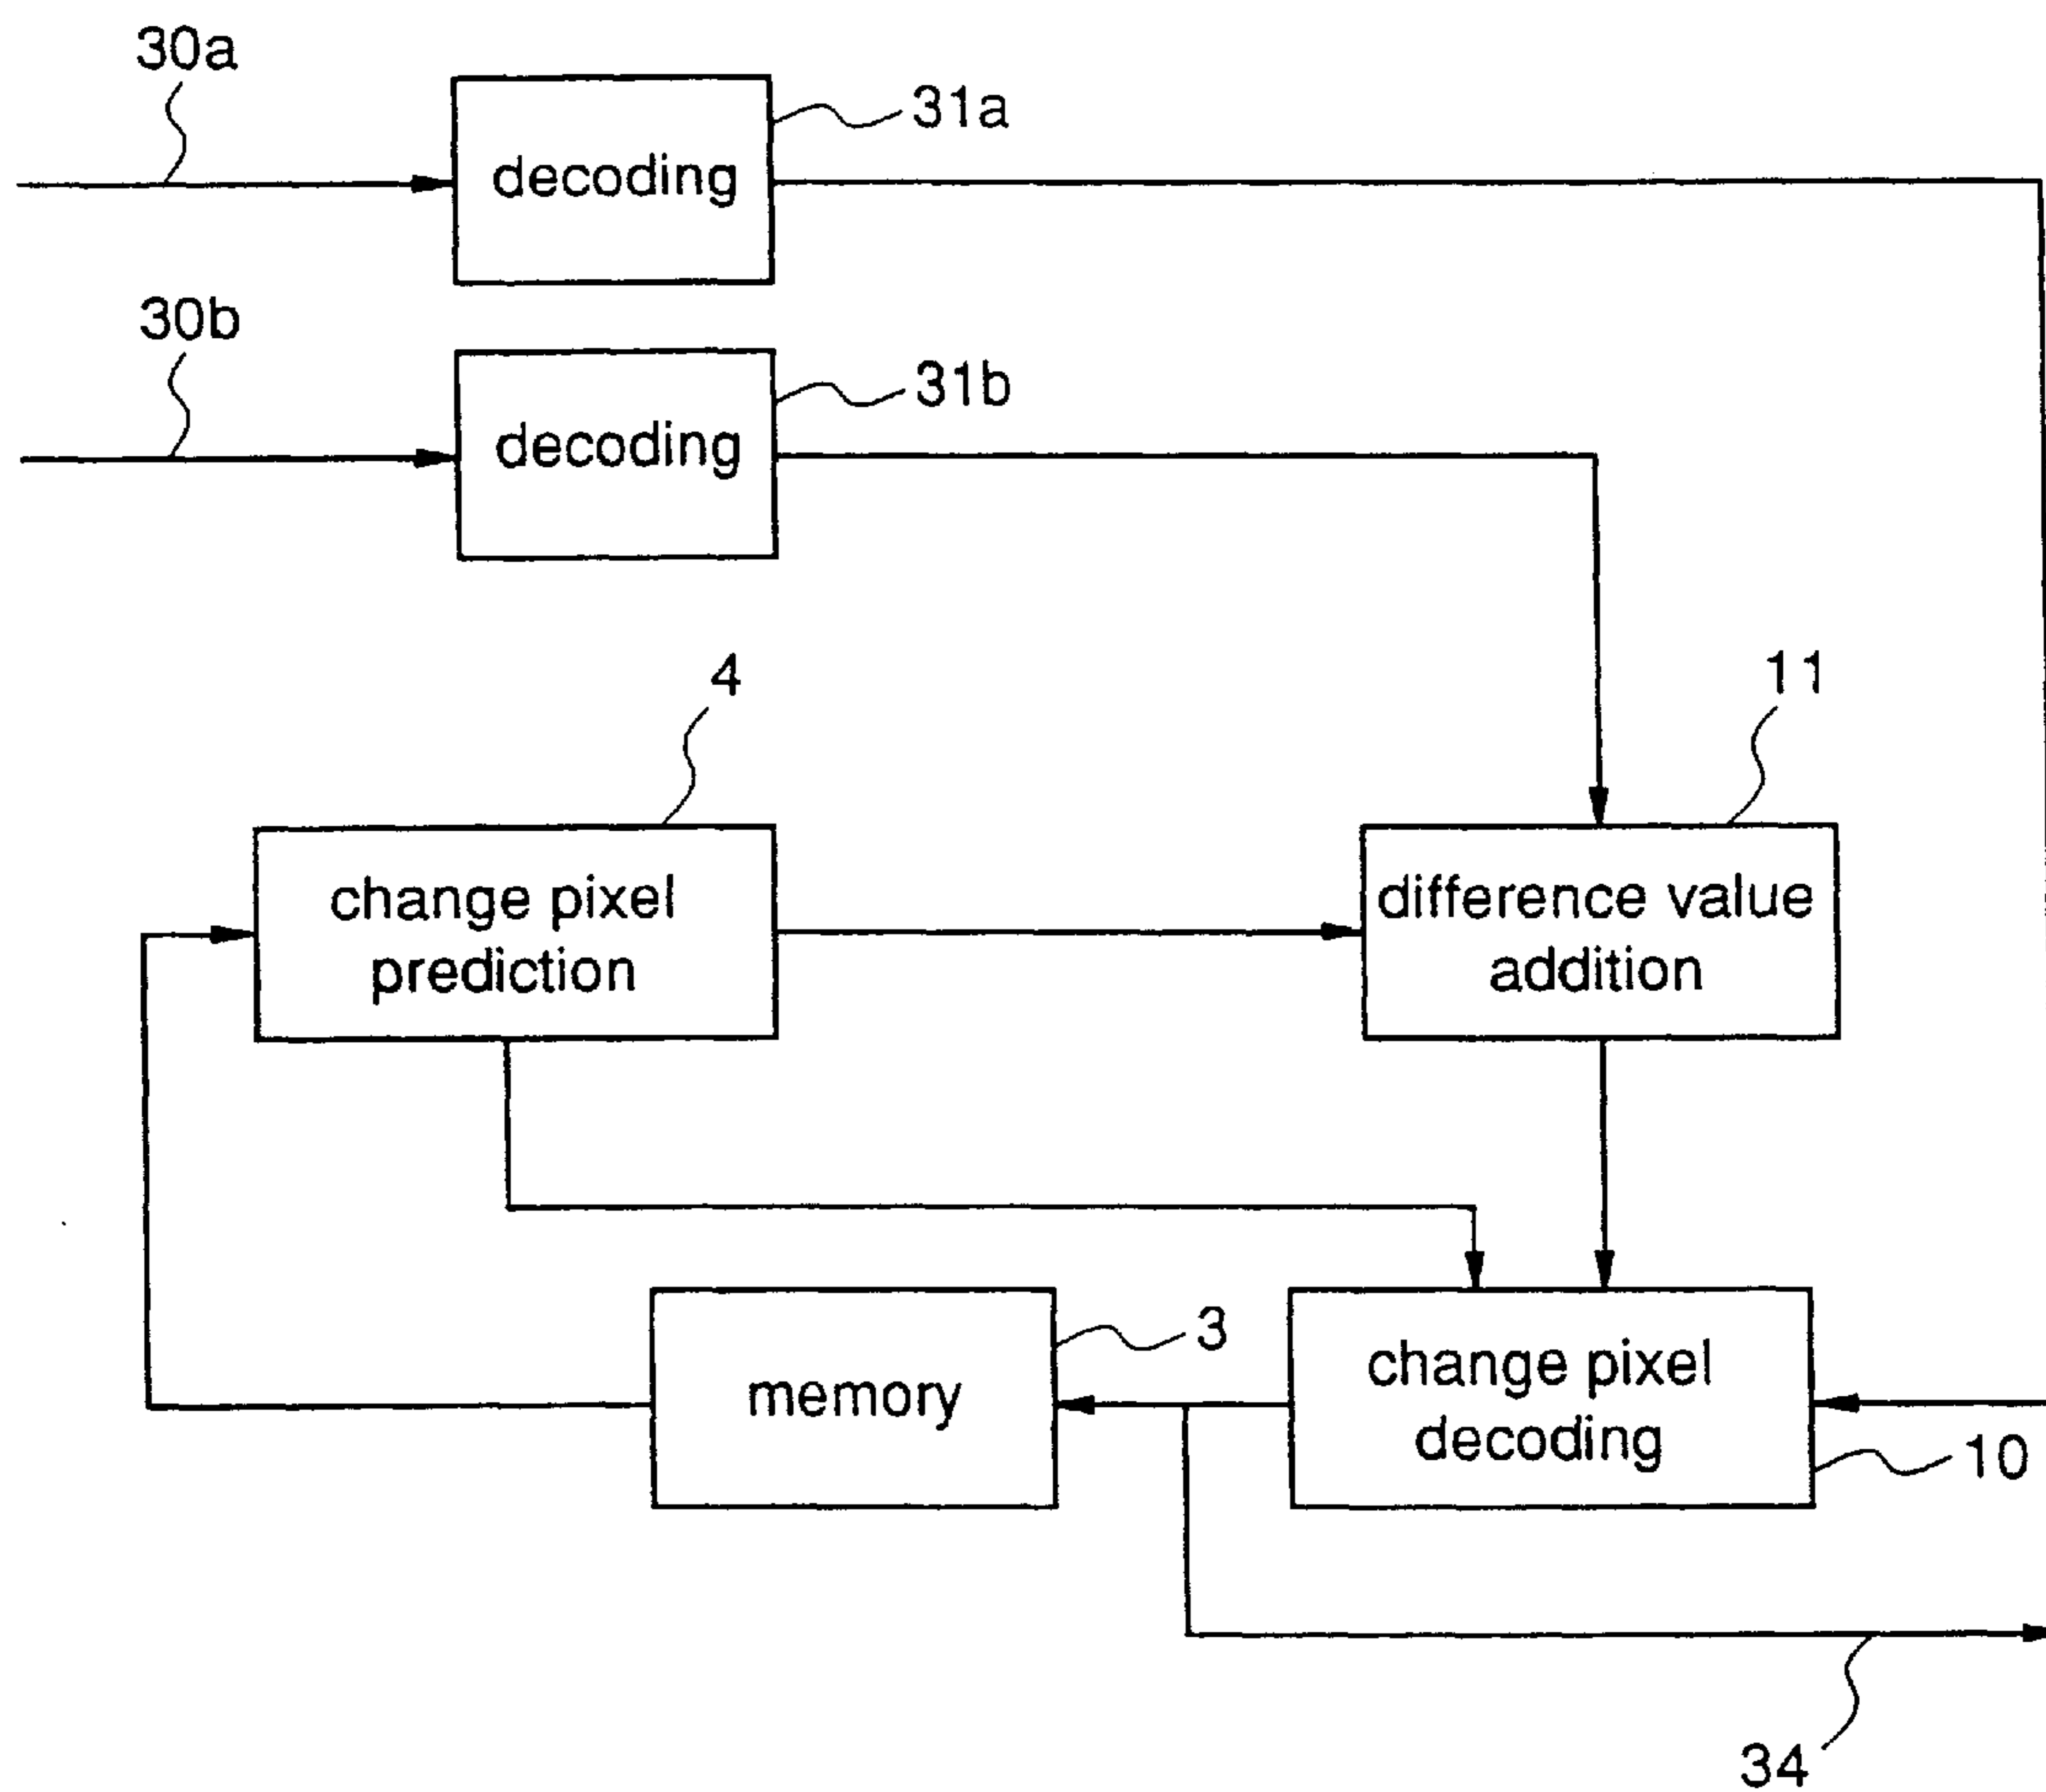 30a
31a
decoding
30b
31b
decoding
4
11
change pixel
prediction
difference value
addition
3
memory
change pixel
decoding
10
34